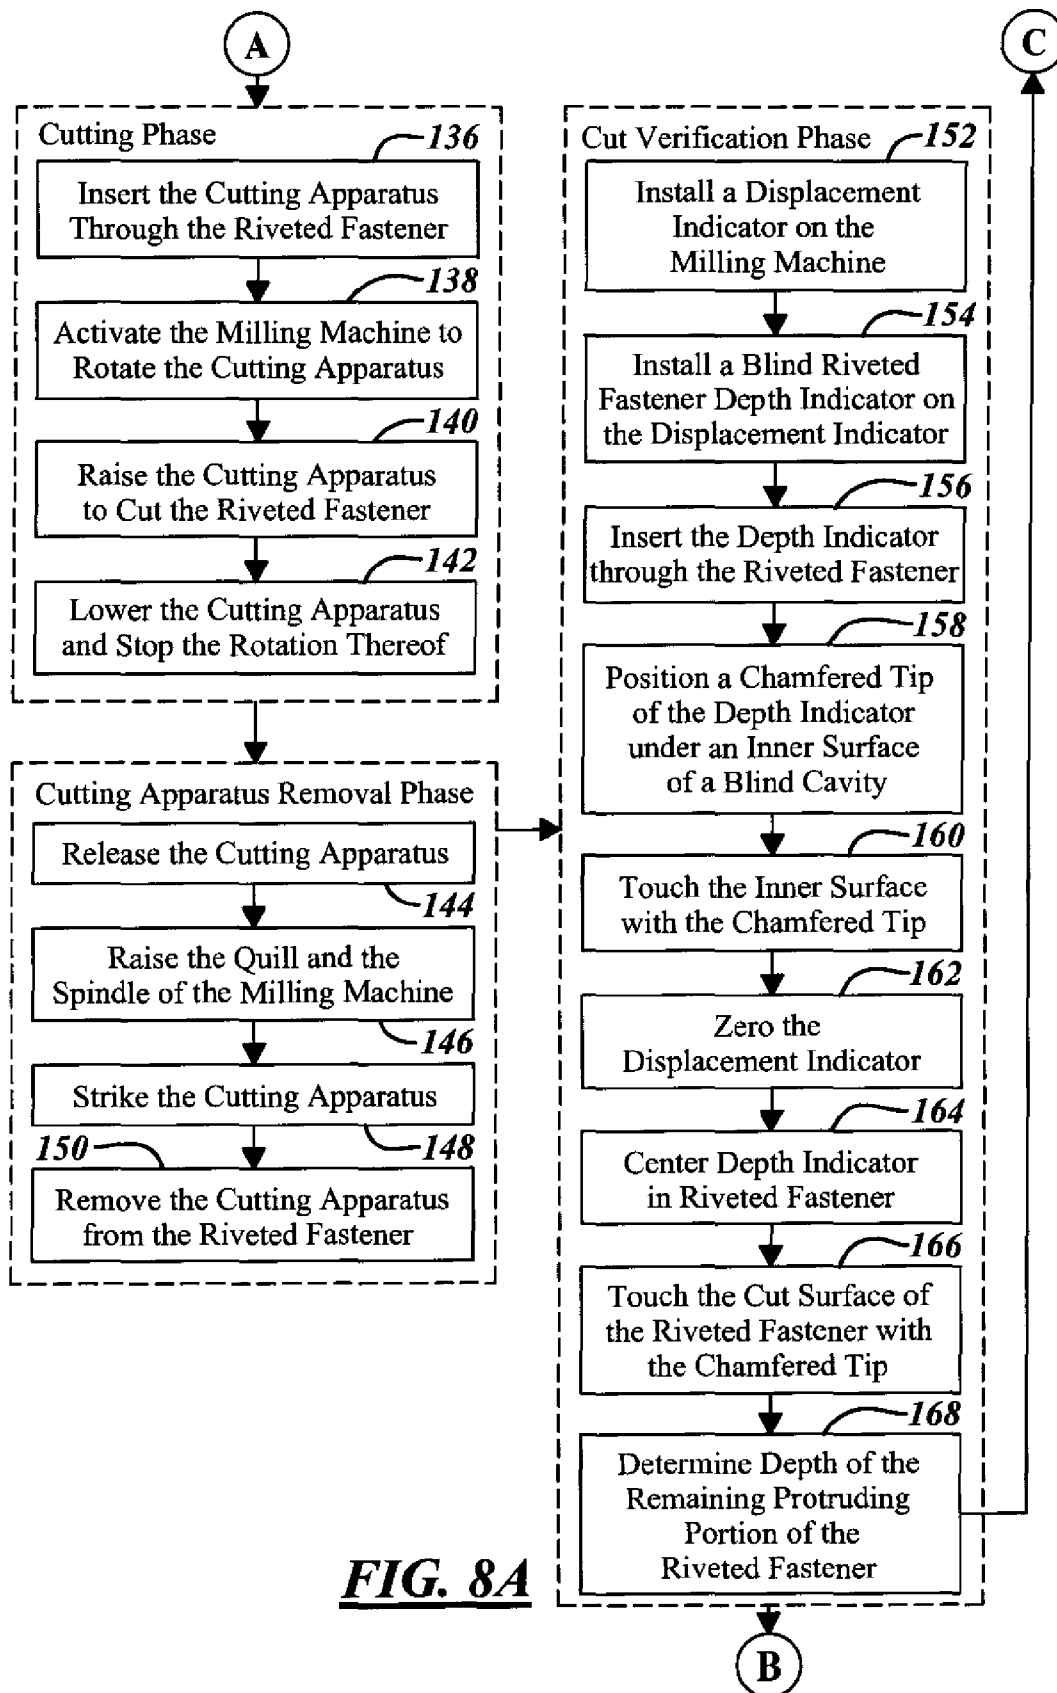 A
Cutting Phase
136
Insert the Cutting Apparatus
Through the Riveted Fastener
138
Activate the Milling Machine to
Rotate the Cutting Apparatus
140
Raise the Cutting Apparatus
to Cut the Riveted Fastener
142
Lower the Cutting Apparatus
and Stop the Rotation Thereof
Cutting Apparatus Removal Phase
Release the Cutting Apparatus
144
Raise the Quill and the
Spindle of the Milling Machine
146
Strike the Cutting Apparatus
148
150
Remove the Cutting Apparatus
from the Riveted Fastener
C
Cut Verification Phase
152
Install a Displacement
Indicator on the
Milling Machine
154
Install a Blind Riveted
Fastener Depth Indicator on
the Displacement Indicator
156
Insert the Depth Indicator
through the Riveted Fastener
158
Position a Chamfered Tip
of the Depth Indicator
under an Inner Surface
of a Blind Cavity
160
Touch the Inner Surface
with the Chamfered Tip
162
Zero the
Displacement Indicator
164
Center Depth Indicator
in Riveted Fastener
166
Touch the Cut Surface of
the Riveted Fastener with
the Chamfered Tip
168
Determine Depth of the
Remaining Protruding
Portion of the
Riveted Fastener
B
FIG. 8A